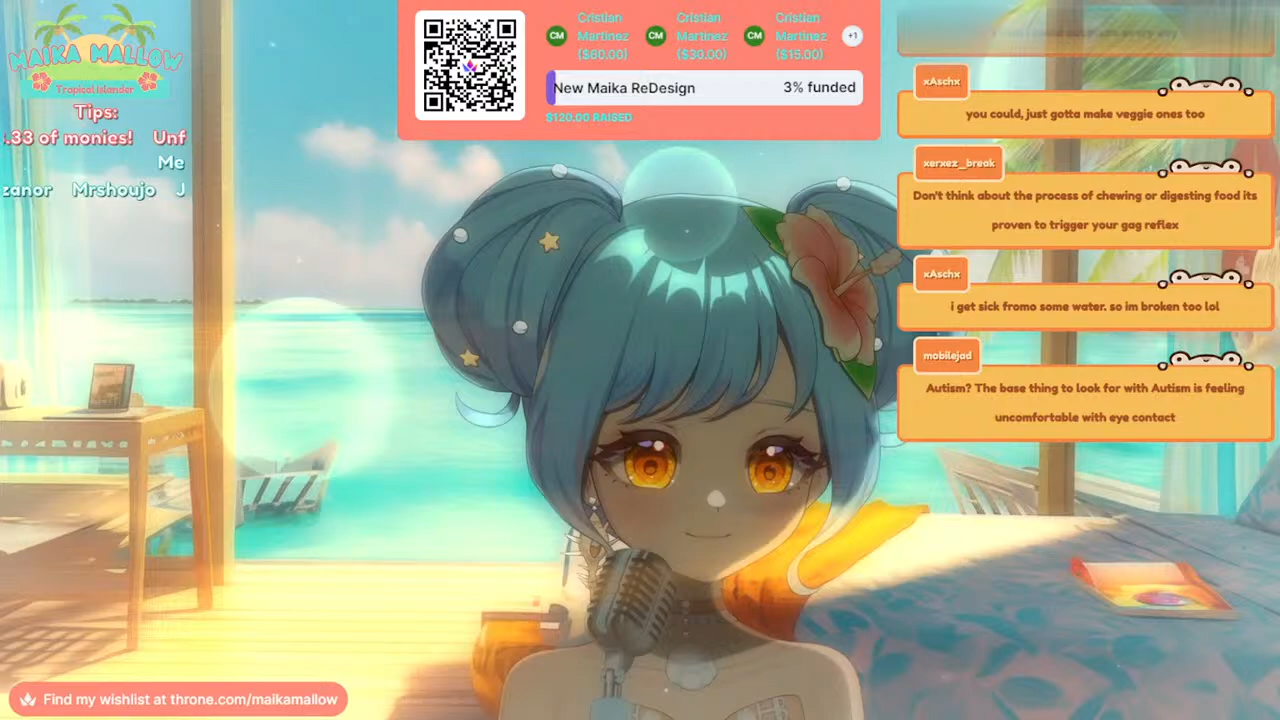 MAIKA MALLOW
Tropical Islander
Tips:
.33 of monies! Unf
Me
zanor Mrshoujo J
CM
Cristian
Martinez
($60.00)
CM
Cristian
Martinez
($30.00)
CM
Cristian
Martinez
($15.00)
+1
New Maika ReDesign 3% funded
$120.00 RAISED
xAschx
you could, just gotta make veggie ones too
xerxez_break
Don't think about the process of chewing or digesting food its
proven to trigger your gag reflex
xAschx
i get sick fromo some water. so im broken too lol
mobilejad
Autism? The base thing to look for with Autism is feeling
uncomfortable with eye contact
Find my wishlist at throne.com/maikamallow